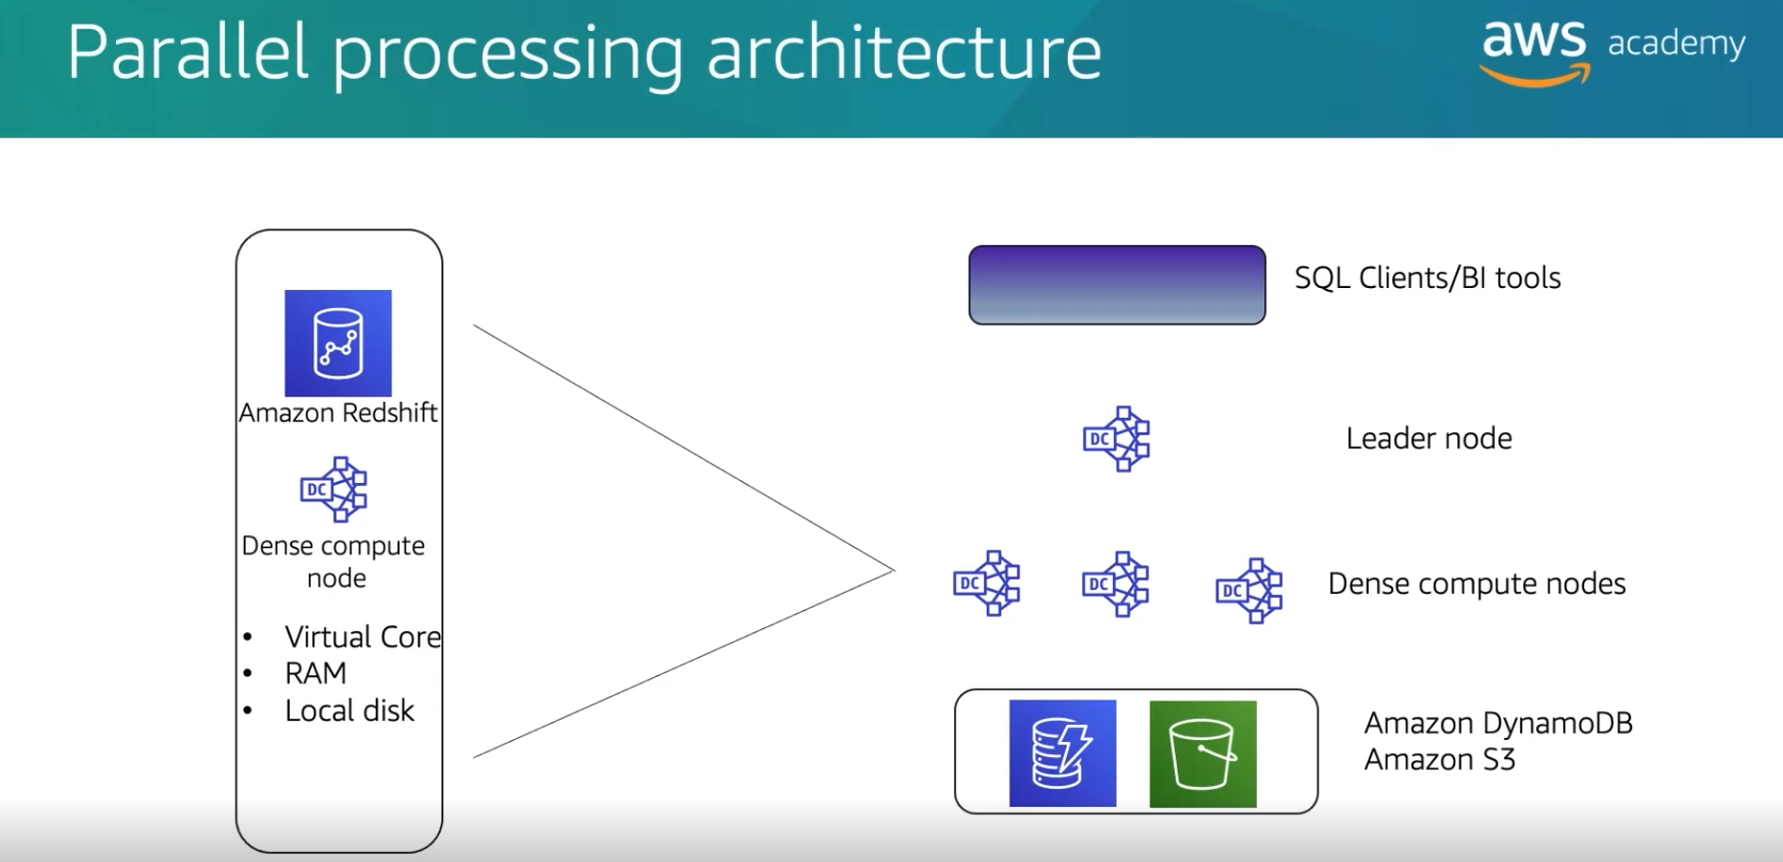 Parallel processing architecture
aws academy
Amazon Redshift
DC
Dense compute
node
• Virtual Core
• RAM
• Local disk
SQL Clients/BI tools
DC
Leader node
DC
DC
DC
Dense compute nodes
Amazon DynamoDB
Amazon S3